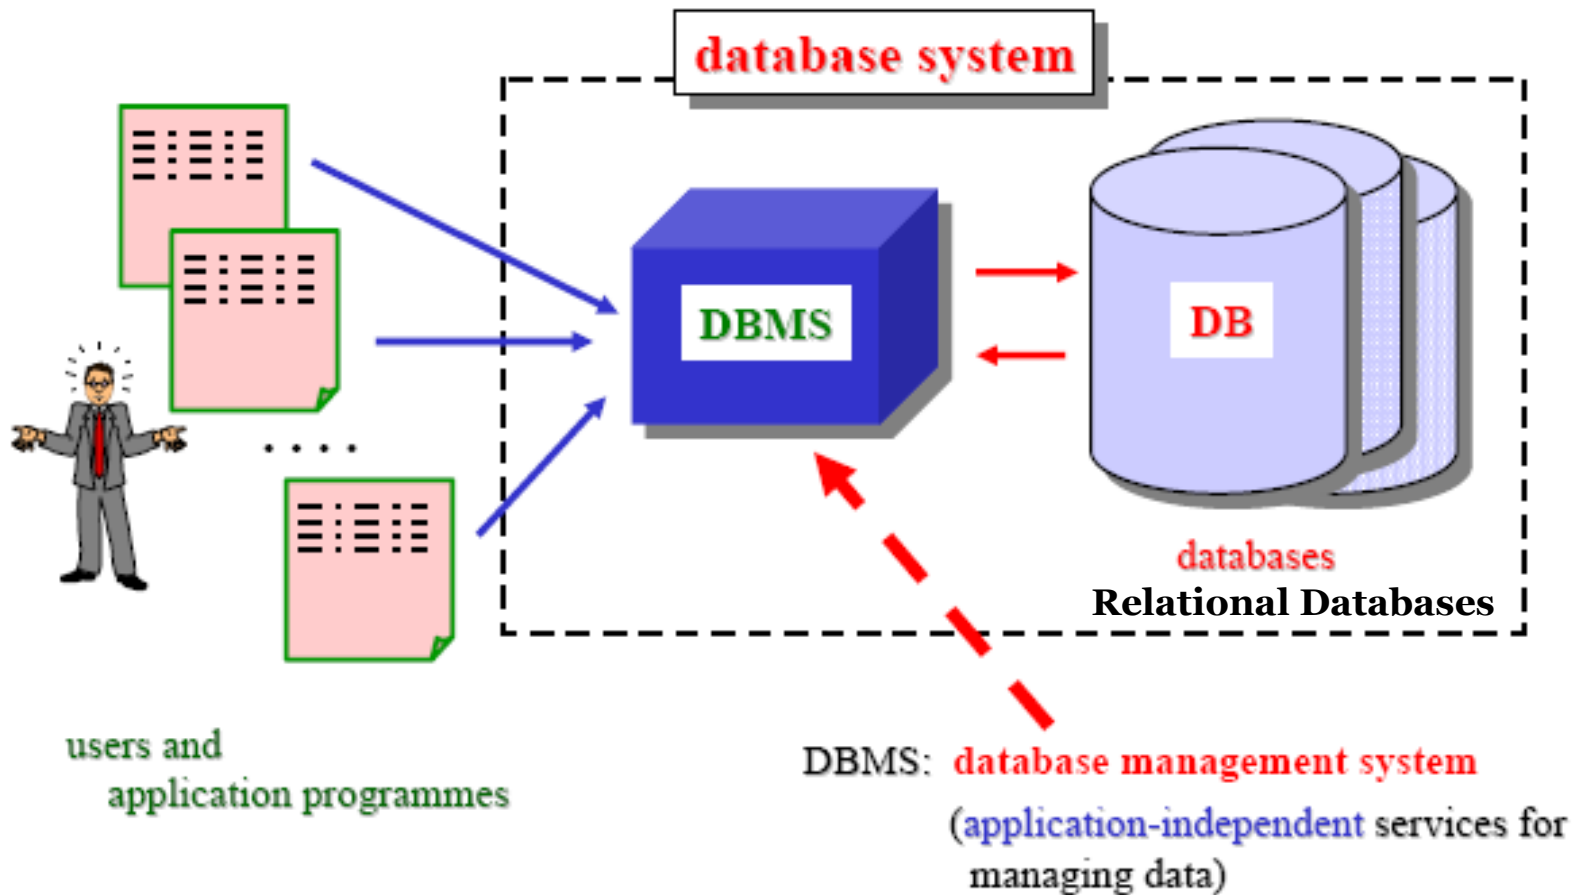 database system
DBMS
DB
databases
Relational Databases
. . . .
users and
application programmes
DBMS: database management system
(application-independent services for
managing data)